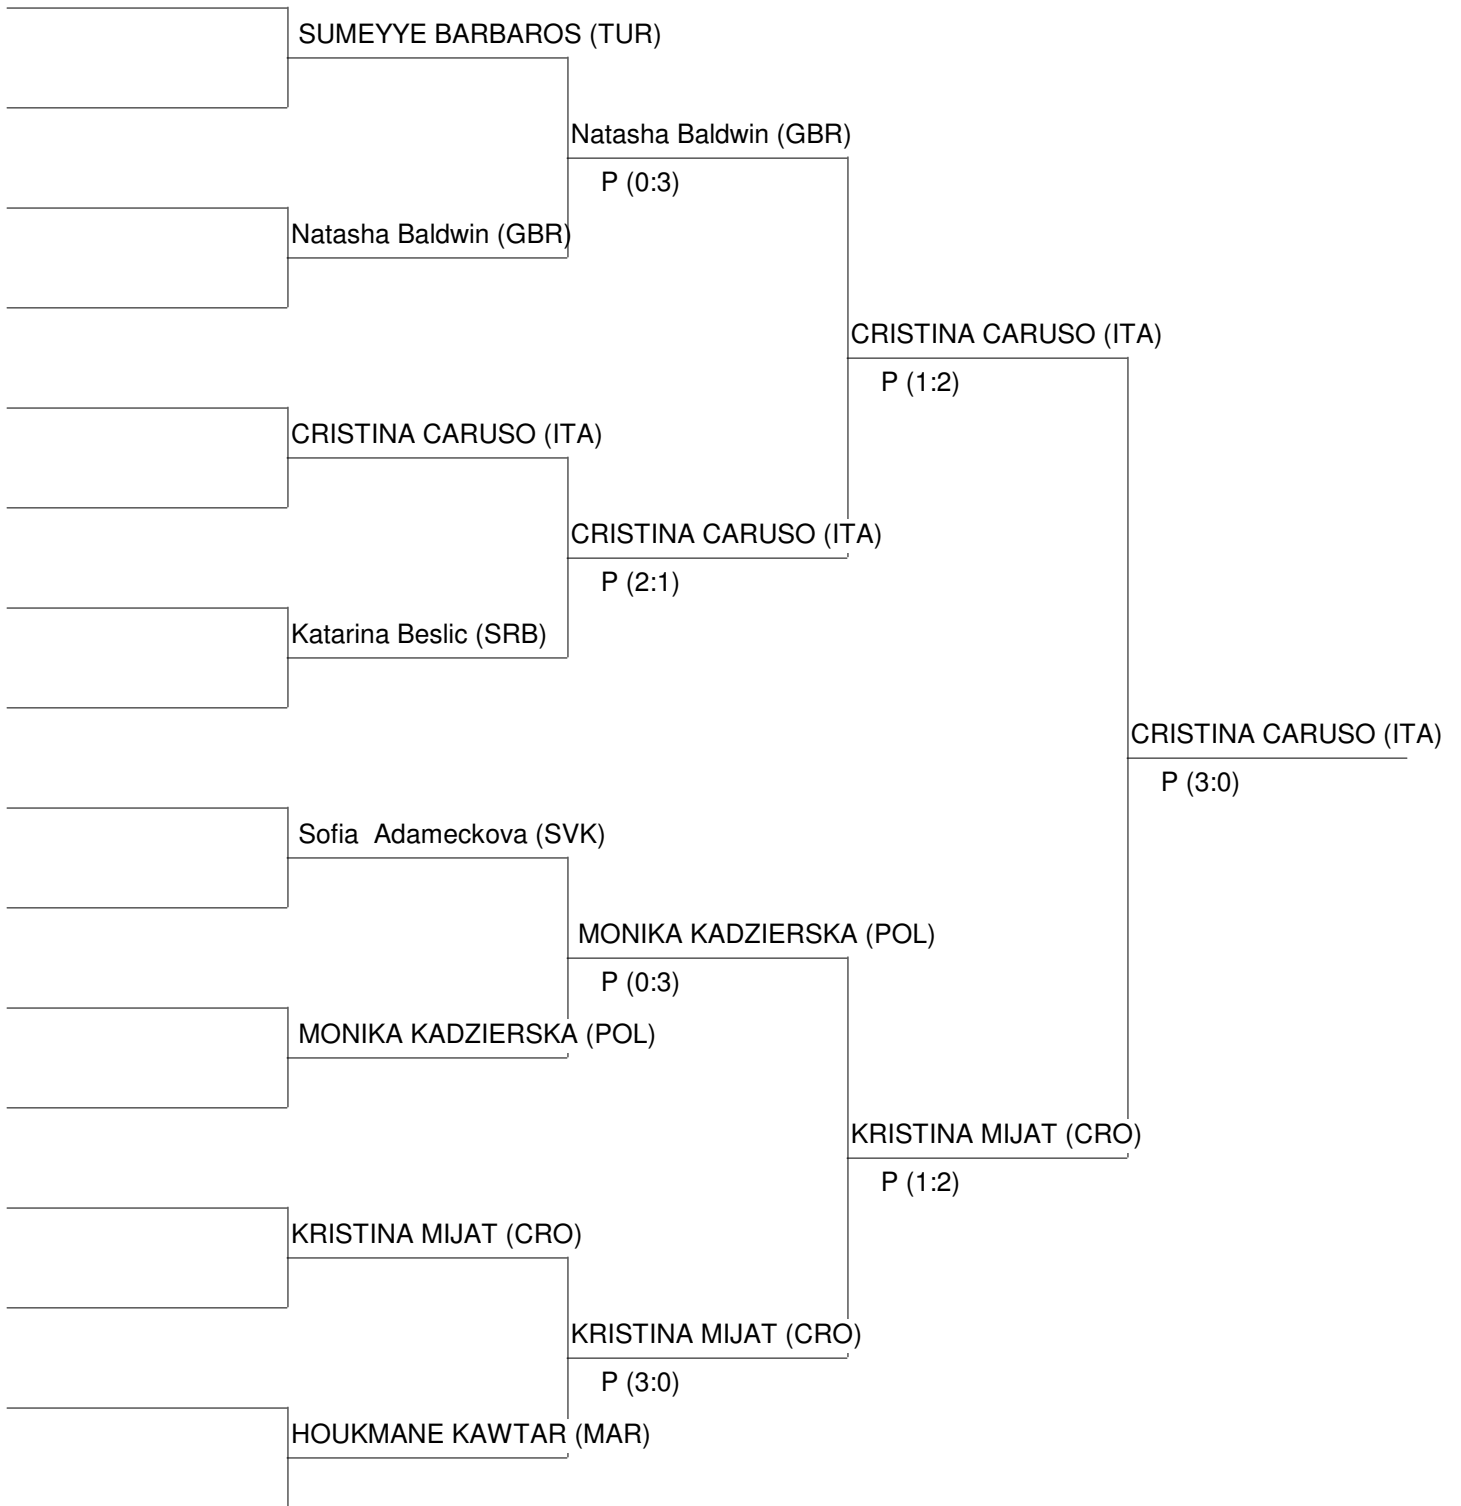 SUMEYYE BARBAROS (TUR)
Natasha Baldwin (GBR)
P (0:3)
Natasha Baldwin (GBR)
CRISTINA CARUSO (ITA)
P (1:2)
CRISTINA CARUSO (ITA)
CRISTINA CARUSO (ITA)
P (2:1)
Katarina Beslic (SRB)
CRISTINA CARUSO (ITA)
P (3:0)
Sofia  Adameckova (SVK)
MONIKA KADZIERSKA (POL)
P (0:3)
MONIKA KADZIERSKA (POL)
KRISTINA MIJAT (CRO)
P (1:2)
KRISTINA MIJAT (CRO)
KRISTINA MIJAT (CRO)
P (3:0)
HOUKMANE KAWTAR (MAR)